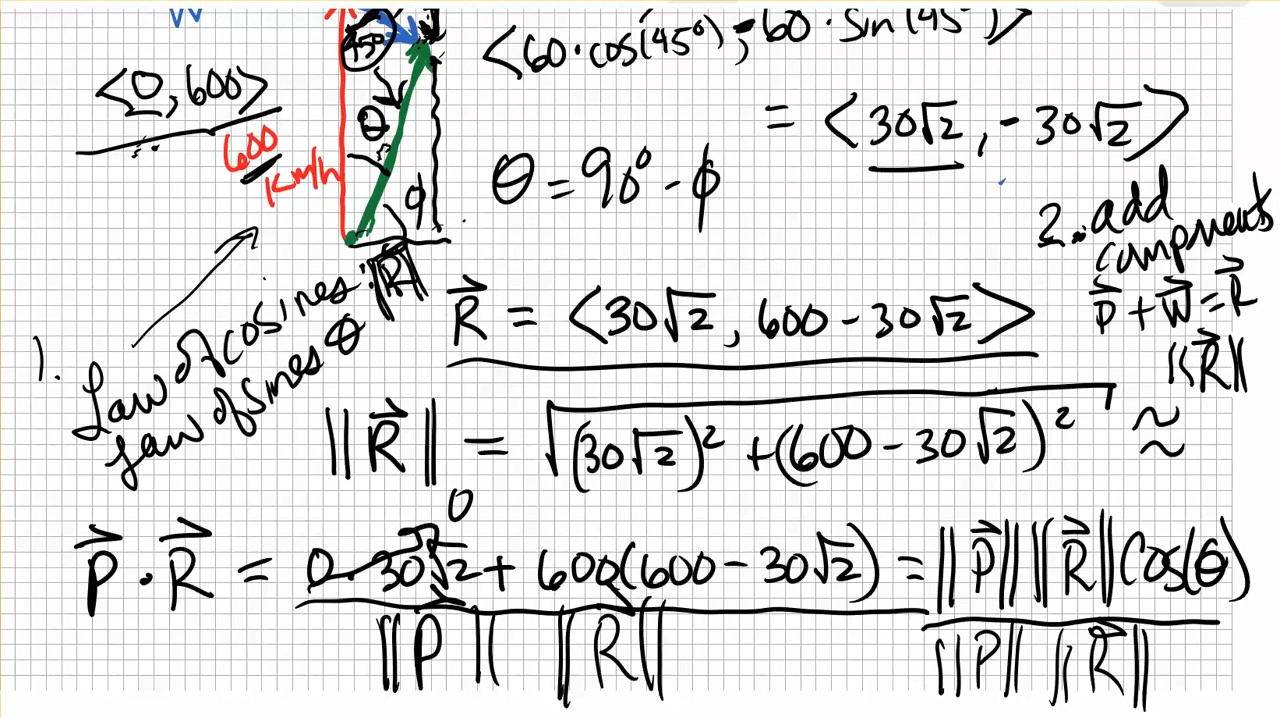 W
45°
<60·cos(45°), -60·sin(45°)>
<0,600>
= <30√2, -30√2>
θ
600
Km/h
θ = 90° - φ
φ
2. add
components
1. Law of cosines: ||R||
Law of sines θ
R⃗ = <30√2, 600 - 30√2>
P⃗ + W⃗ = R⃗
||R⃗||
||R⃗|| = √((30√2)² + (600 - 30√2)²) ≈
0
P⃗ · R⃗ = 0·30√2 + 600(600 - 30√2) = ||P⃗|| ||R⃗|| Cos(θ)
||P|| ||R|| ||P|| ||R⃗||